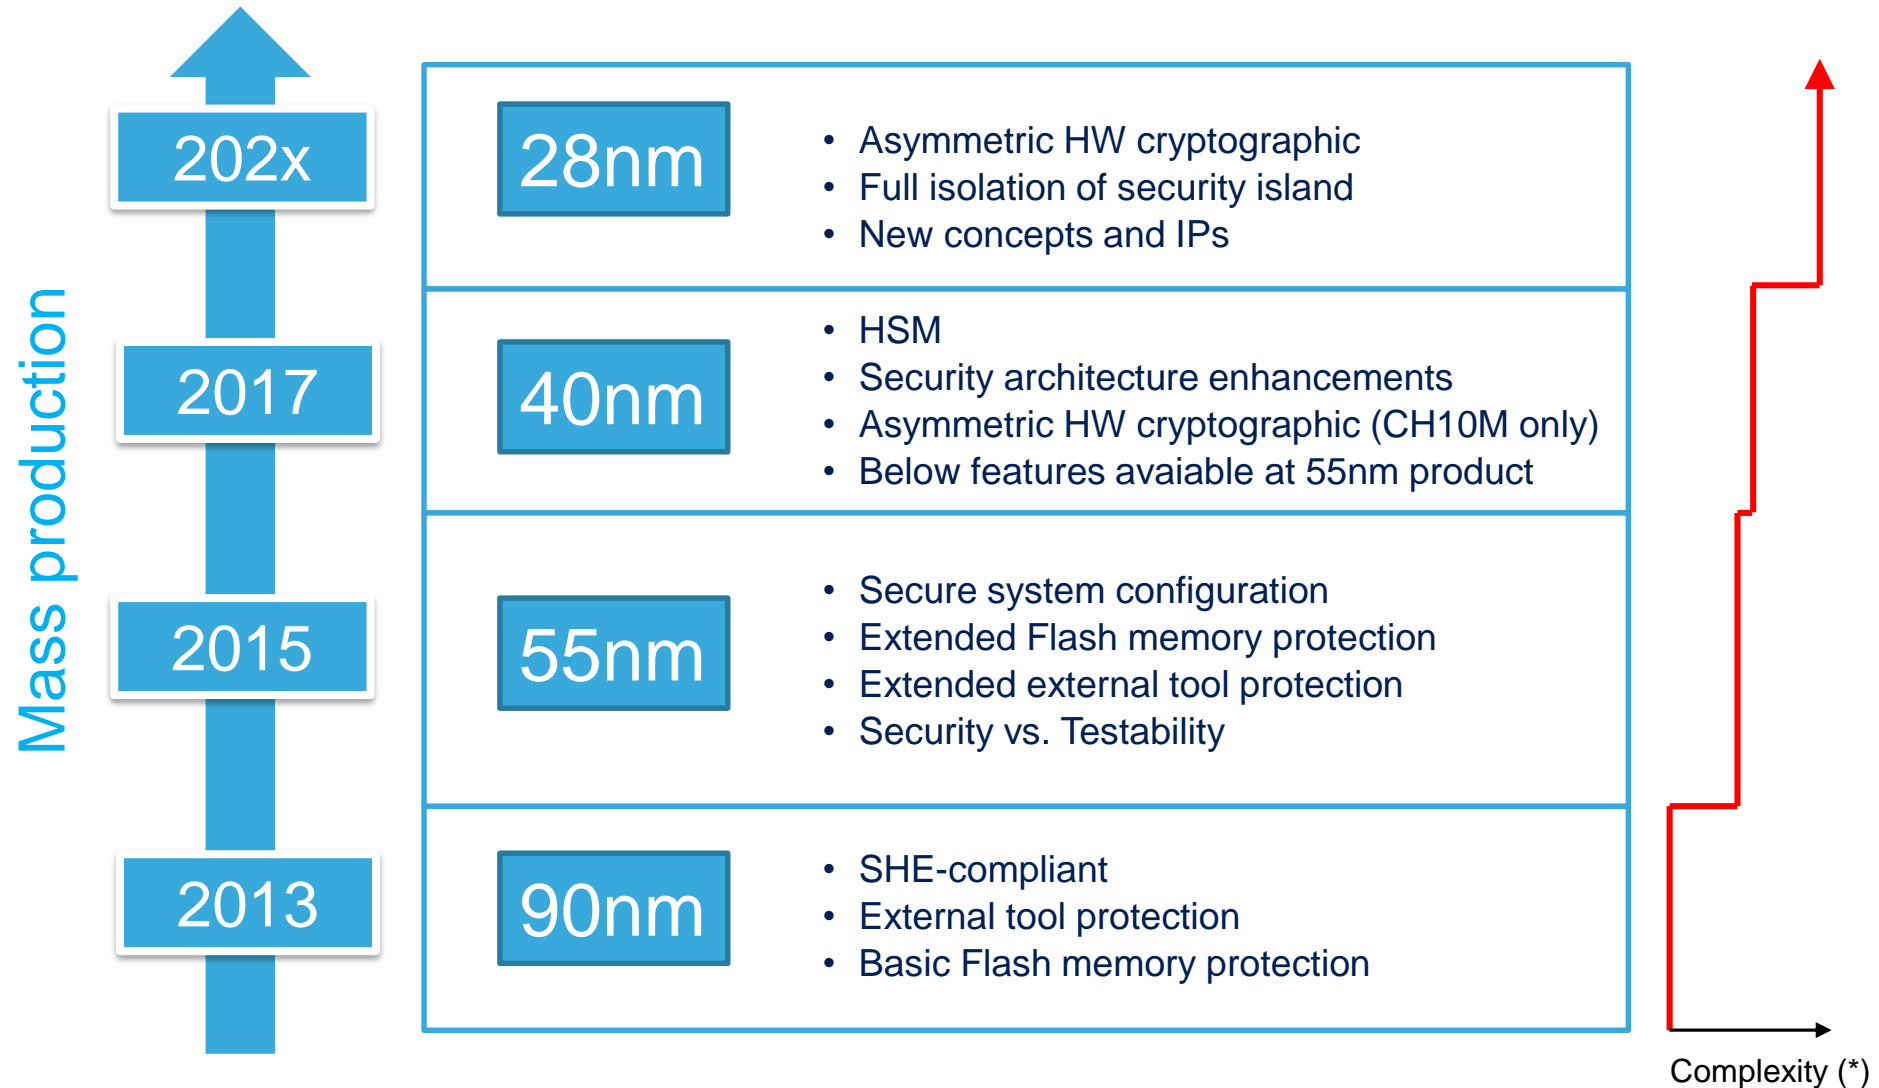 Mass production
202x
28nm
• Asymmetric HW cryptographic
• Full isolation of security island
• New concepts and IPs
2017
40nm
• HSM
• Security architecture enhancements
• Asymmetric HW cryptographic (CH10M only)
• Below features avaiable at 55nm product
2015
55nm
• Secure system configuration
• Extended Flash memory protection
• Extended external tool protection
• Security vs. Testability
2013
90nm
• SHE-compliant
• External tool protection
• Basic Flash memory protection
Complexity (*)